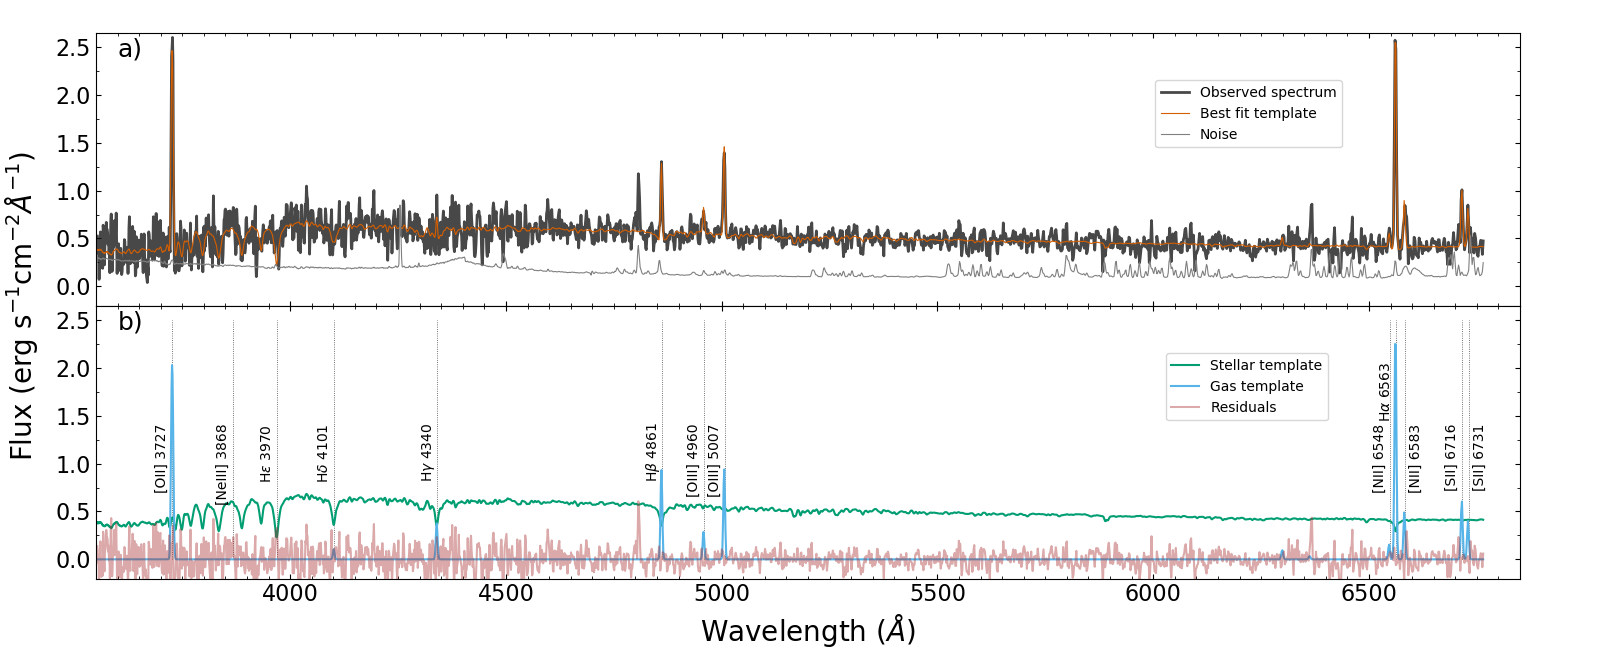 a)
2.5
2.0
1.5
1.0
0.5
0.0
Observed spectrum
Best fit template
Noise
Flux (erg s⁻¹cm⁻²Å⁻¹)
b)
2.5
2.0
1.5
1.0
0.5
0.0
Stellar template
Gas template
Residuals
[OII] 3727
[NeIII] 3868
Hε 3970
Hδ 4101
Hγ 4340
Hβ 4861
[OIII] 4960
[OIII] 5007
[NII] 6548
Hα 6563
[NII] 6583
[SII] 6716
[SII] 6731
4000
4500
5000
5500
6000
6500
Wavelength (Å)